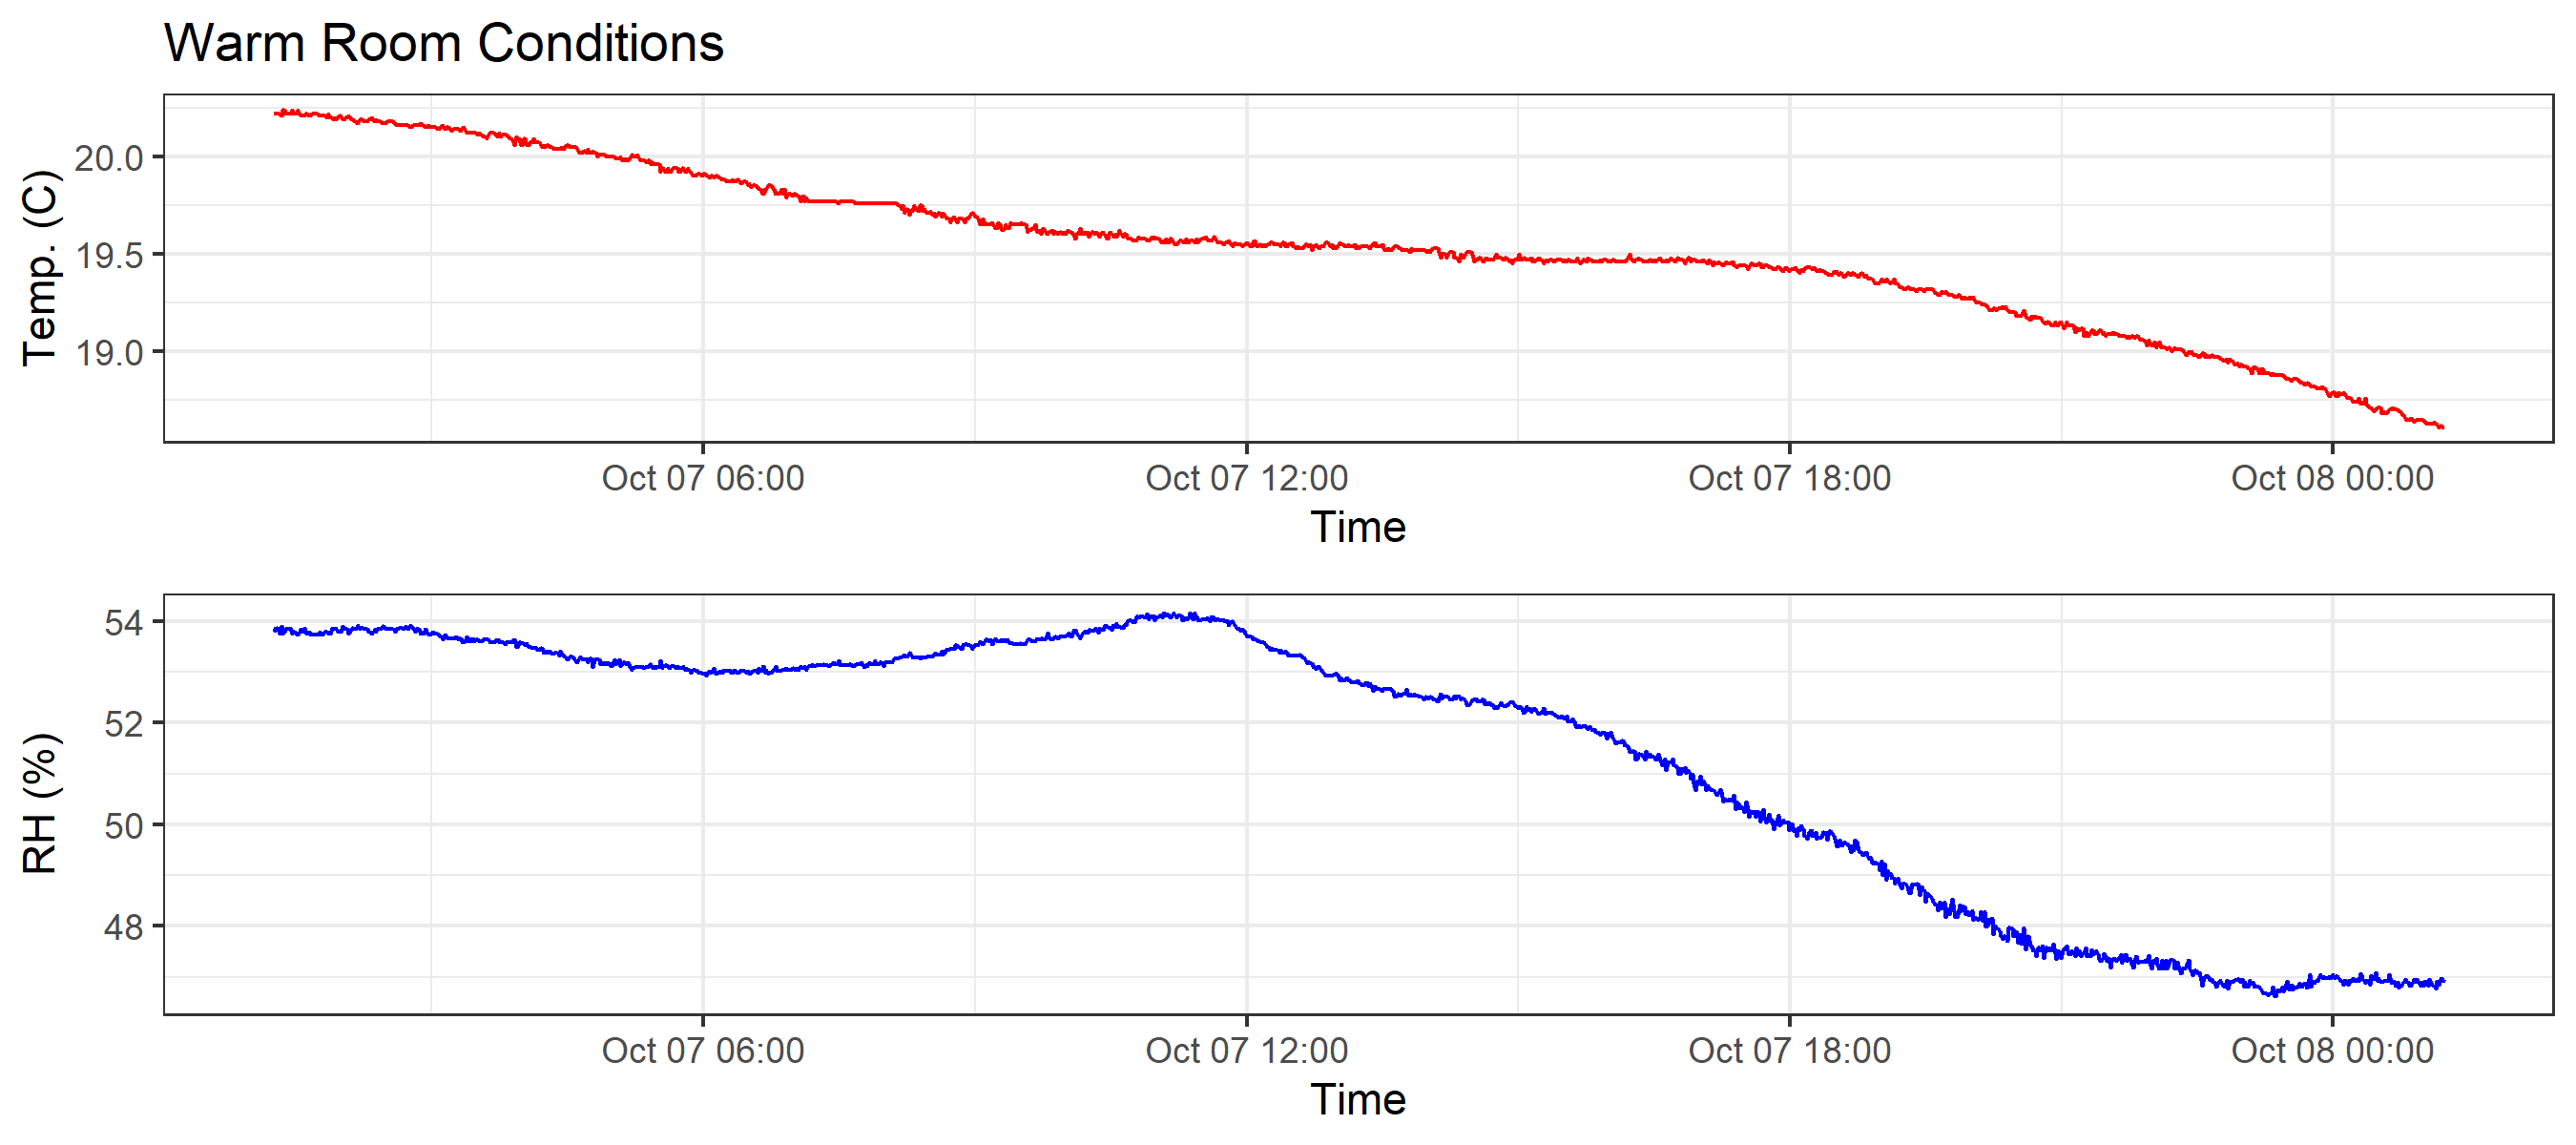 Warm Room Conditions
Temp. (C)
20.0
19.5
19.0
Oct 07 06:00 Oct 07 12:00 Oct 07 18:00 Oct 08 00:00
Time
RH (%)
54
52
50
48
Oct 07 06:00 Oct 07 12:00 Oct 07 18:00 Oct 08 00:00
Time